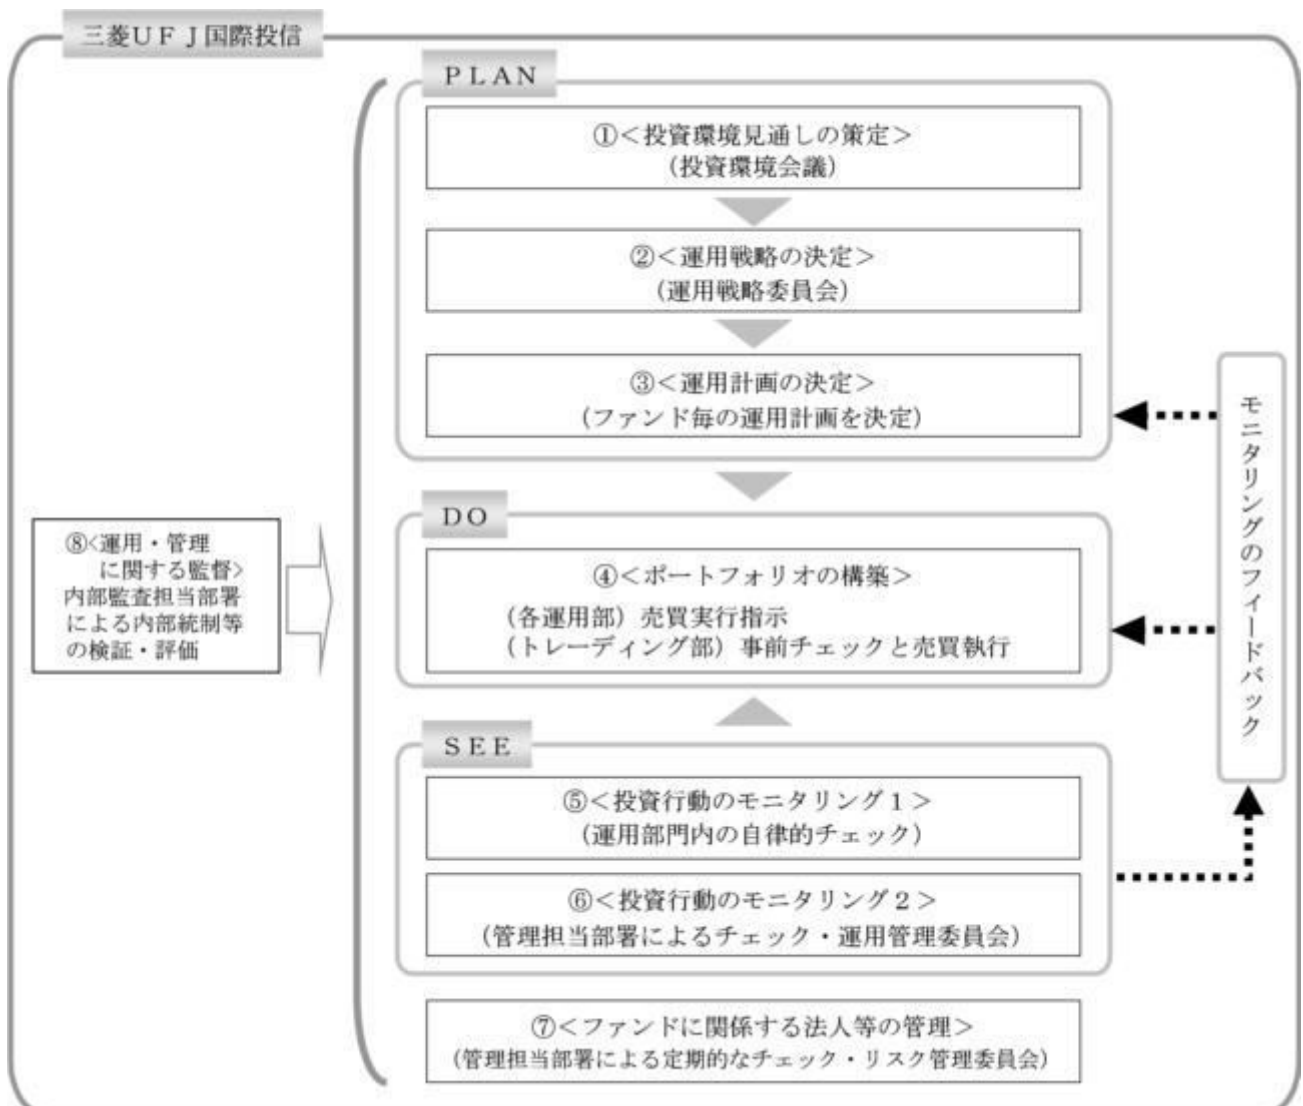 三菱ＵＦＪ国際投信
ＰＬＡＮ
①＜投資環境見通しの策定＞
（投資環境会議）
②＜運用戦略の決定＞
（運用戦略委員会）
③＜運用計画の決定＞
（ファンド毎の運用計画を決定）
ＤＯ
④＜ポートフォリオの構築＞
（各運用部）売買実行指示
（トレーディング部）事前チェックと売買執行
ＳＥＥ
⑤＜投資行動のモニタリング１＞
（運用部門内の自律的チェック）
⑥＜投資行動のモニタリング２＞
（管理担当部署によるチェック・運用管理委員会）
⑦＜ファンドに関係する法人等の管理＞
（管理担当部署による定期的なチェック・リスク管理委員会）
⑧<運用・管理
に関する監督>
内部監査担当部署
による内部統制等
の検証・評価
モニタリングのフィードバック